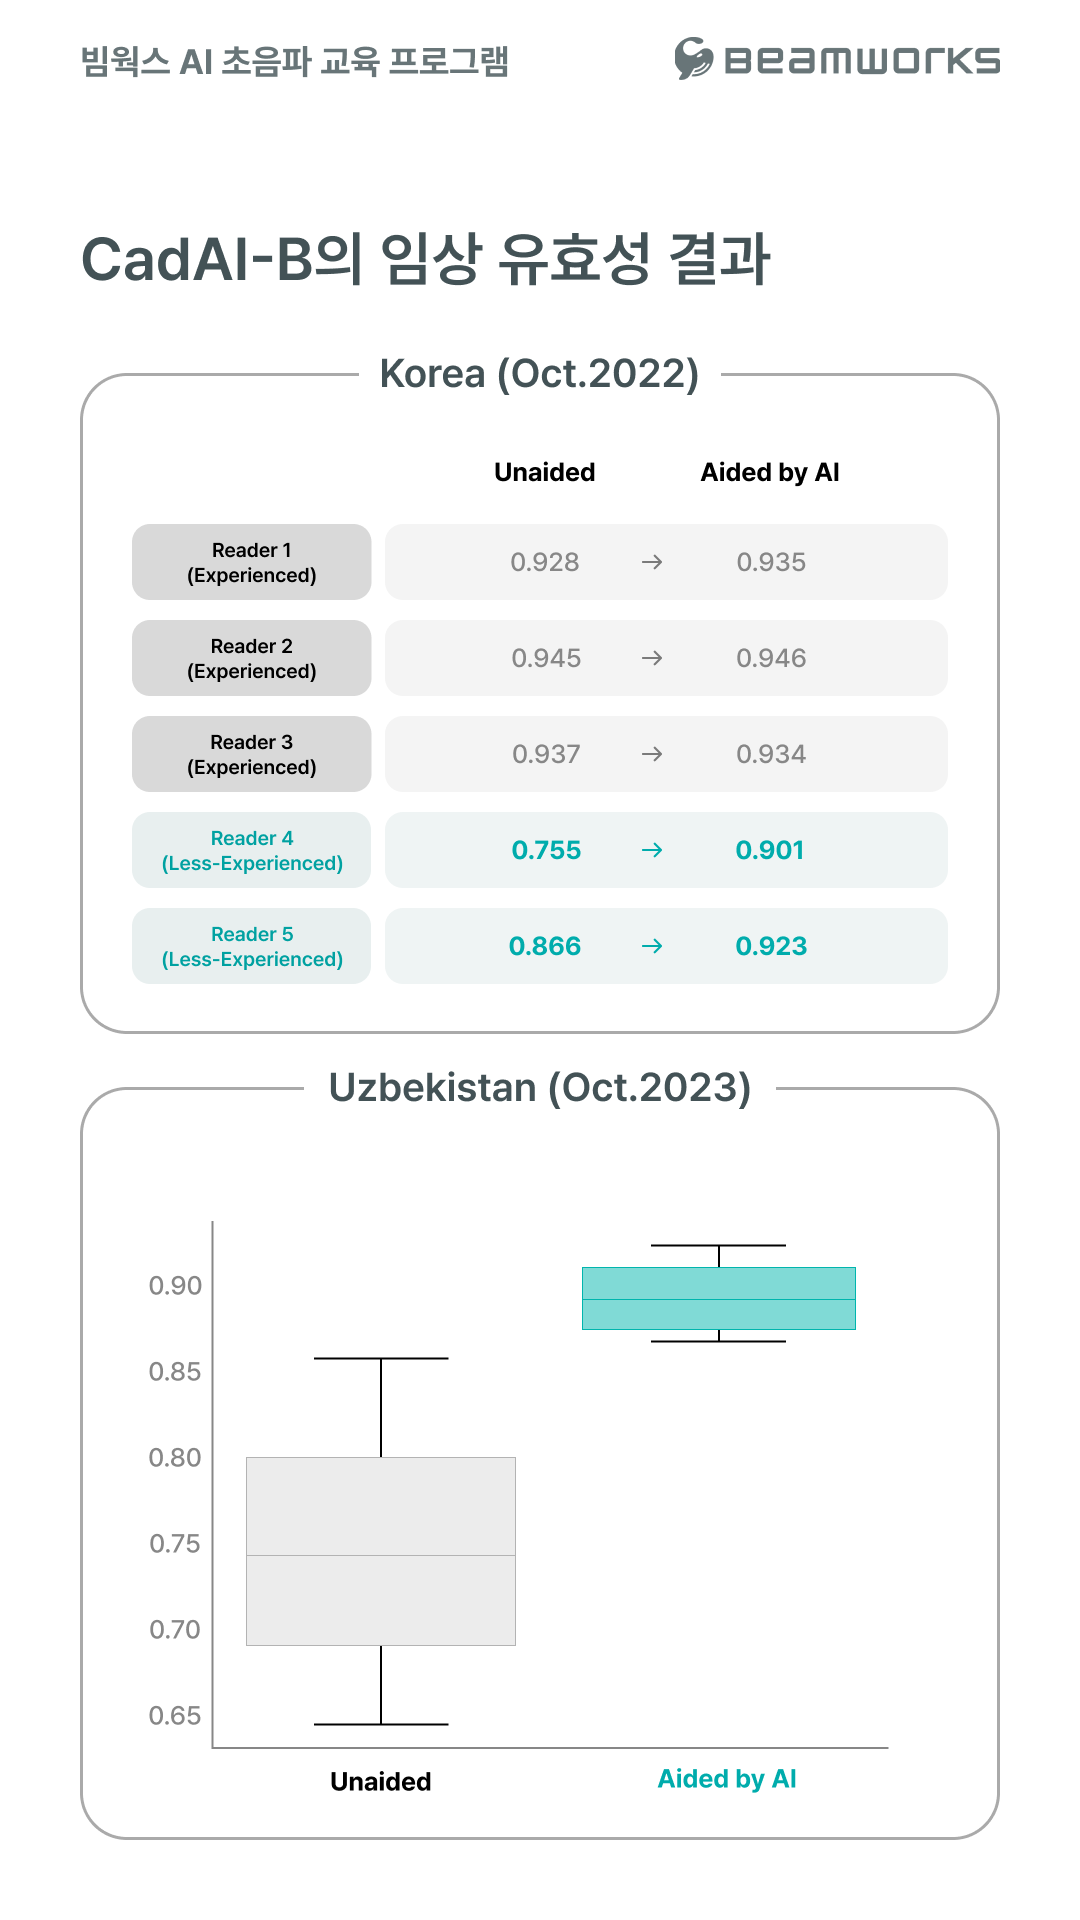 빔웍스 AI 초음파 교육 프로그램
BEAMWORKS
CadAI-B의 임상 유효성 결과
Korea (Oct.2022)
Unaided Aided by AI
Reader 1
(Experienced)
0.928 → 0.935
Reader 2
(Experienced)
0.945 → 0.946
Reader 3
(Experienced)
0.937 → 0.934
Reader 4
(Less-Experienced)
0.755 → 0.901
Reader 5
(Less-Experienced)
0.866 → 0.923
Uzbekistan (Oct.2023)
0.90
0.85
0.80
0.75
0.70
0.65
Unaided Aided by AI